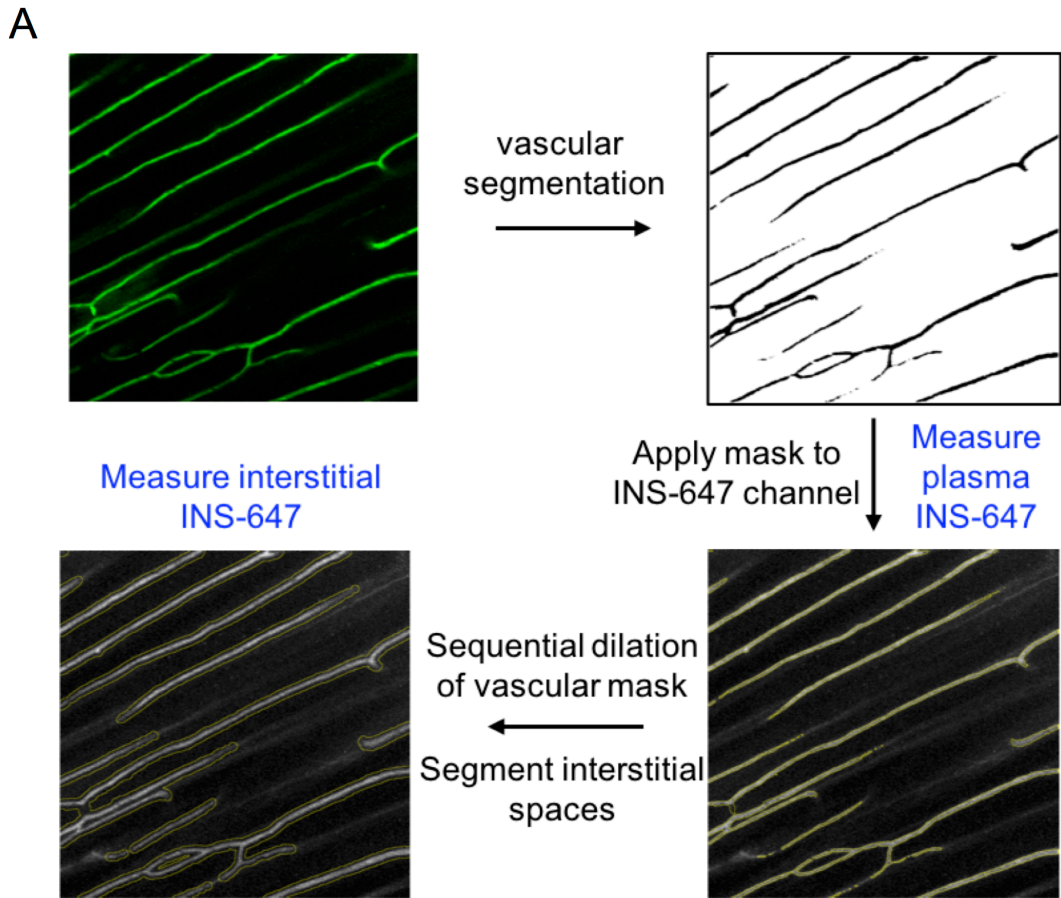 A
vascular
segmentation
Apply mask to
INS-647 channel
Measure
plasma
INS-647
Measure interstitial
INS-647
Sequential dilation
of vascular mask
Segment interstitial
spaces